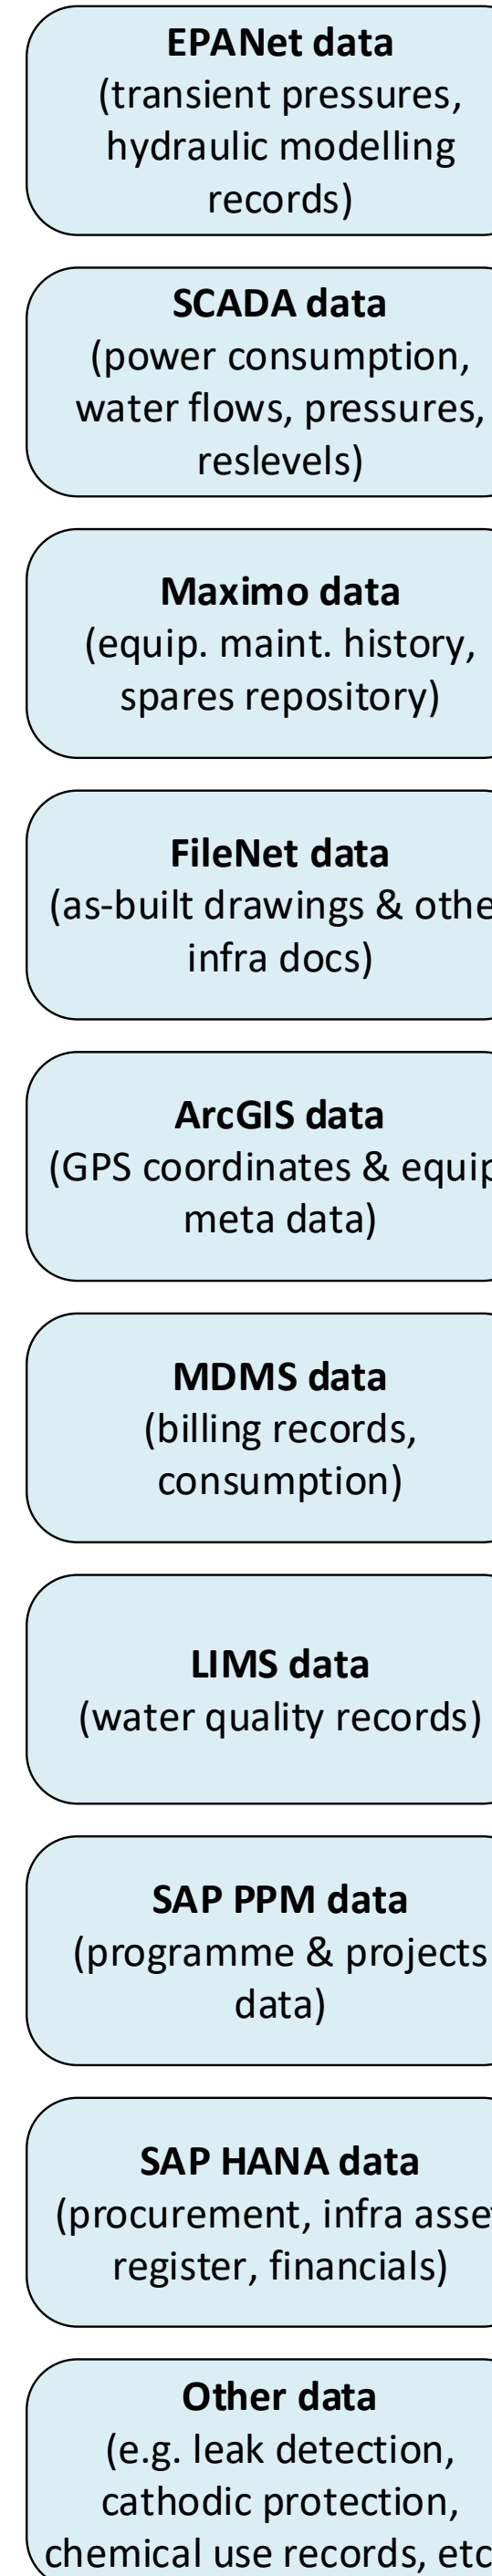 EPANet data
(transient pressures,
hydraulic modelling
records)
SCADA data
(power consumption,
water flows, pressures,
reslevels)
Maximo data
(equip. maint. history,
spares repository)
FileNet data
(as-built drawings & othe
infra docs)
ArcGIS data
(GPS coordinates & equip
meta data)
MDMS data
(billing records,
consumption)
LIMS data
(water quality records)
SAP PPM data
(programme & projects
data)
SAP HANA data
(procurement, infra asset
register, financials)
Other data
(e.g. leak detection,
cathodic protection,
chemical use records, etc